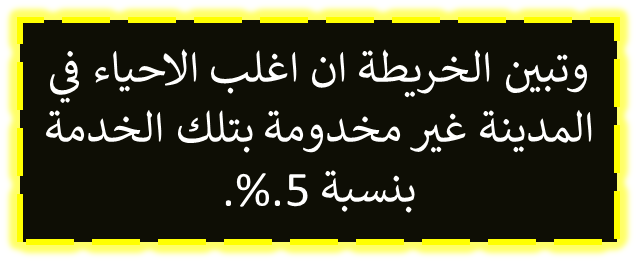 وتبين الخريطة ان اغلب الاحياء في
المدينة غير مخدومة بتلك الخدمة
بنسبة 5.%.